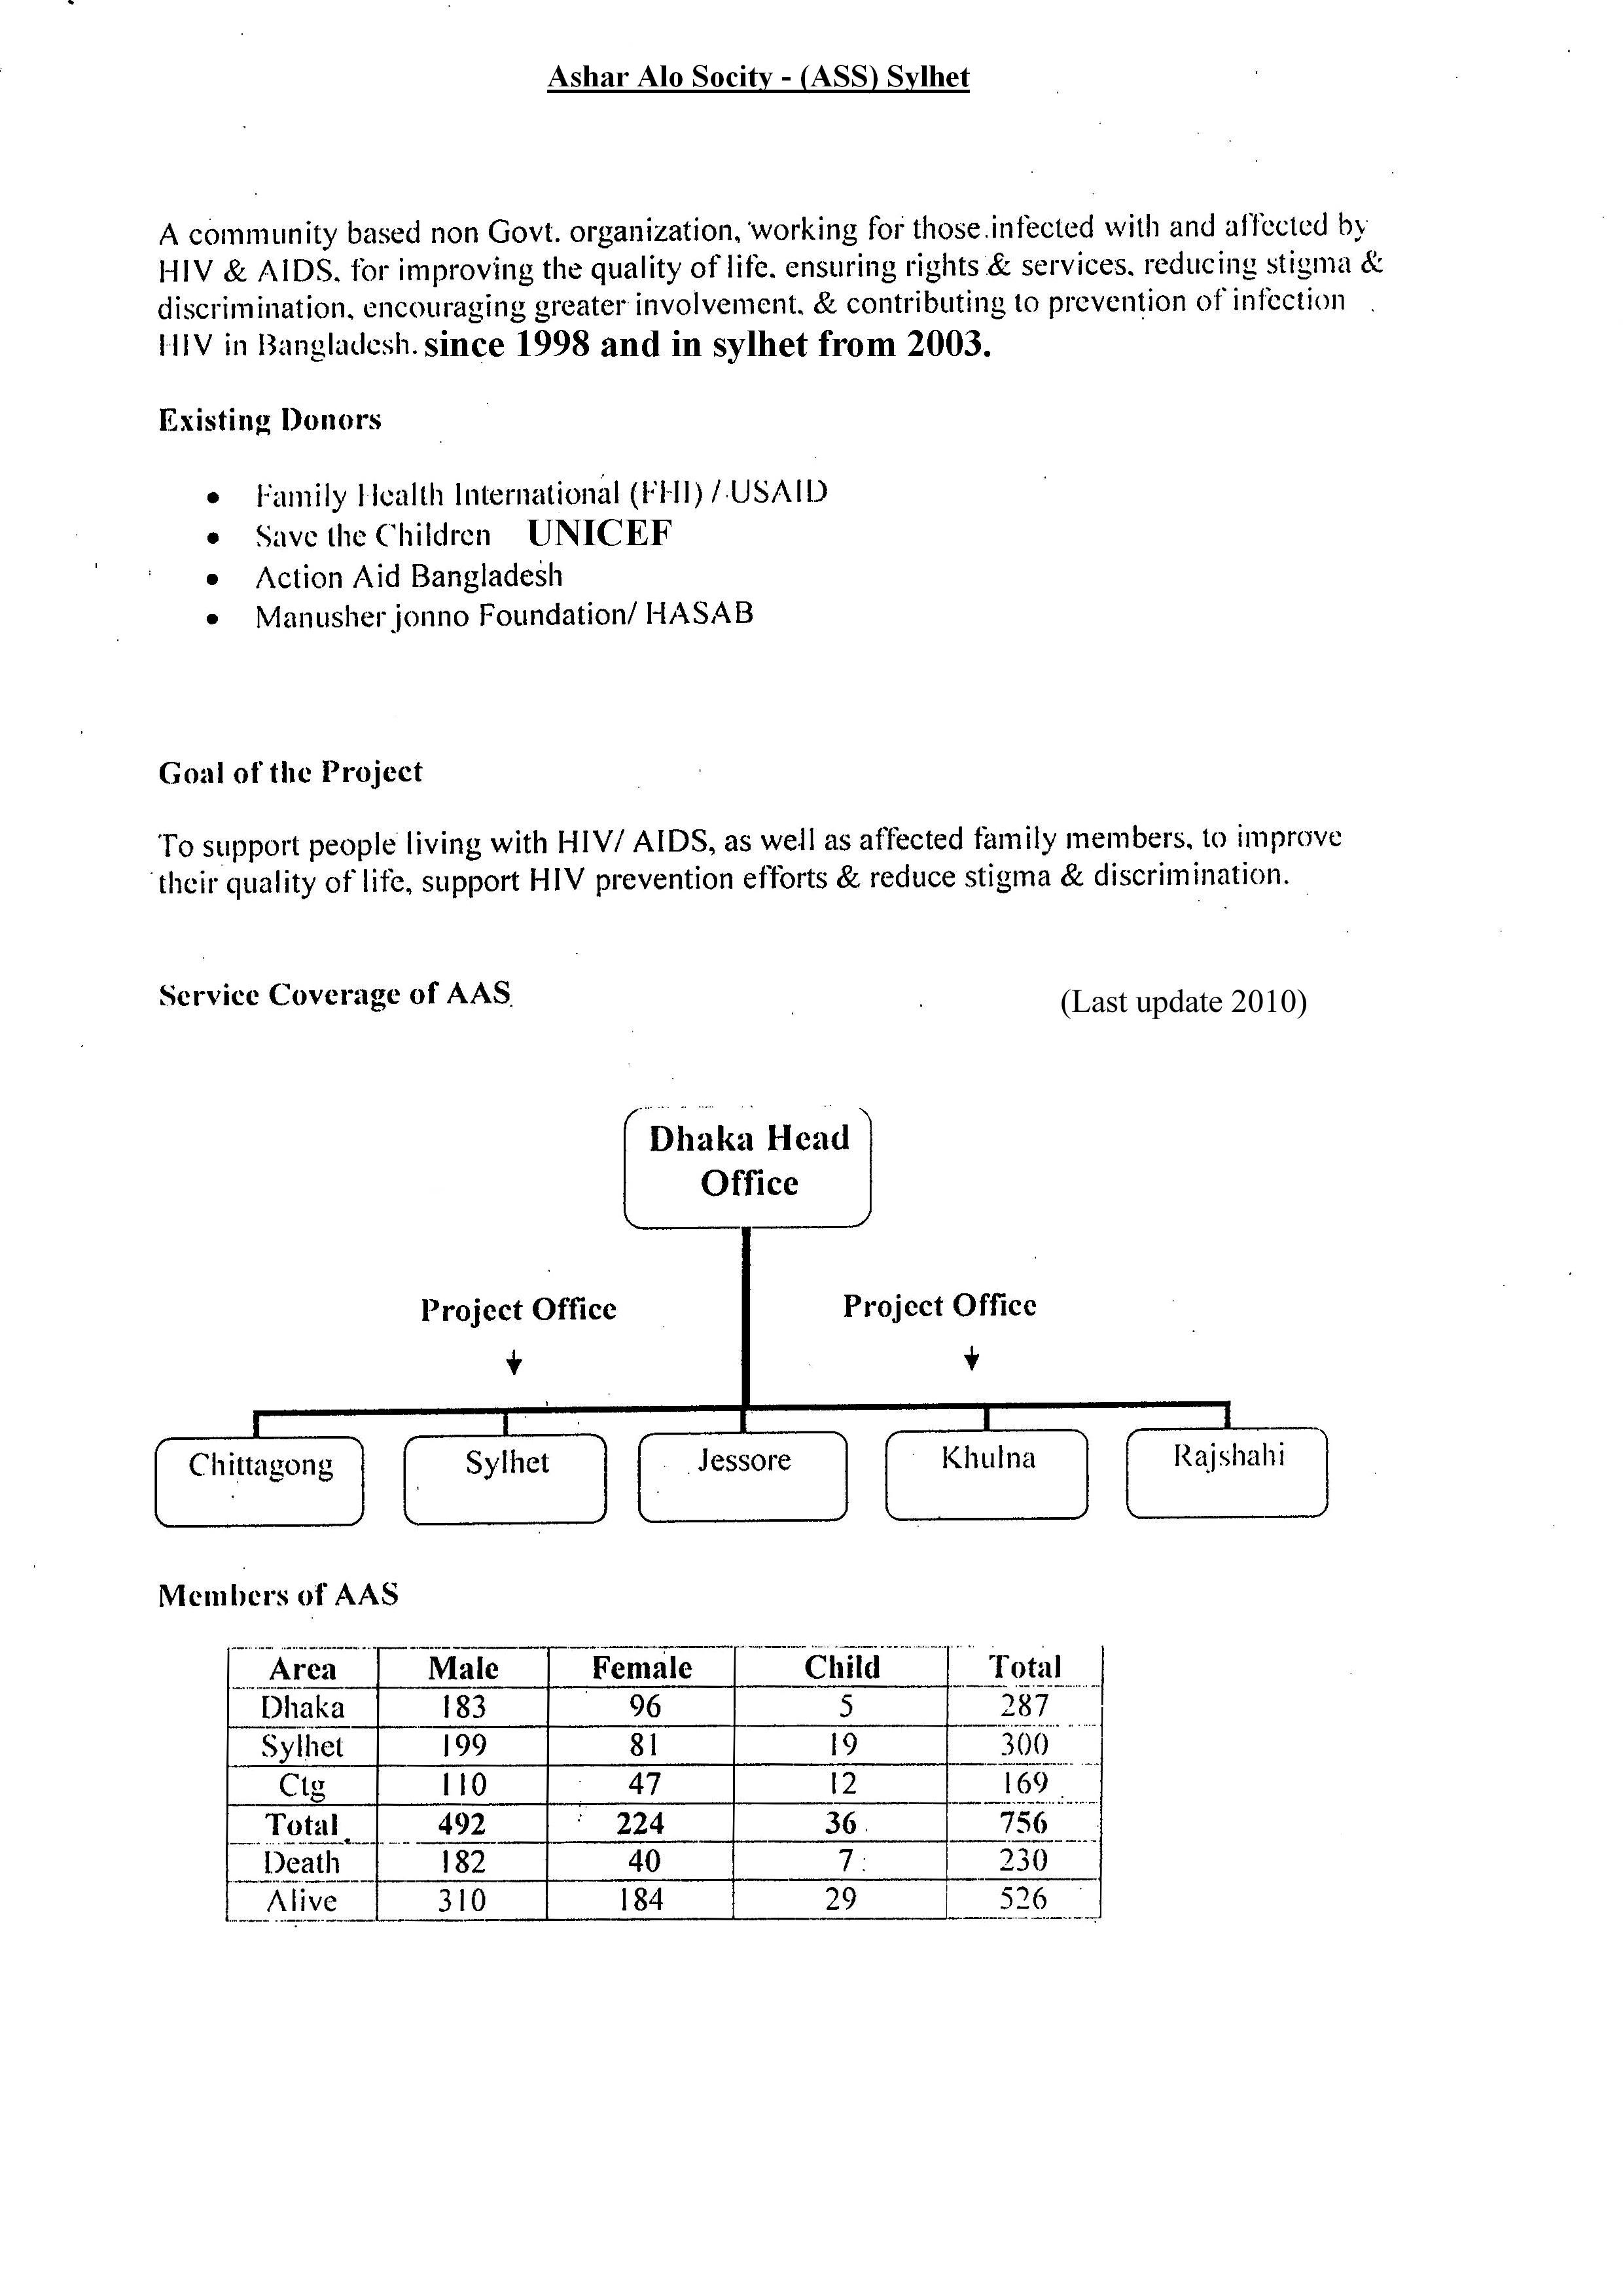 Ashar Alo Socity - (ASS) Sylhet
A community based non Govt. organization, working for those infected with and affected by
HIV & AIDS. for improving the quality of life. ensuring rights & services. reducing stigma &
discrimination, encouraging greater involvement. & contributing to prevention of infection
HIV in Bangladesh. since 1998 and in sylhet from 2003.
Existing Donors
• Family Health International (FHI) / USAID
• Save the Children UNICEF
• Action Aid Bangladesh
• Manusher jonno Foundation/ HASAB
Goal of the Project
To support people living with HIV/ AIDS, as well as affected family members, to improve
their quality of life, support HIV prevention efforts & reduce stigma & discrimination.
Service Coverage of AAS (Last update 2010)
Dhaka Head
Office
Project Office Project Office
Chittagong Sylhet Jessore Khulna Rajshahi
Members of AAS
Area Male Female Child Total
Dhaka 183 96 5 287
Sylhet 199 81 19 300
Ctg 110 47 12 169
Total 492 224 36 756
Death 182 40 7 230
Alive 310 184 29 526